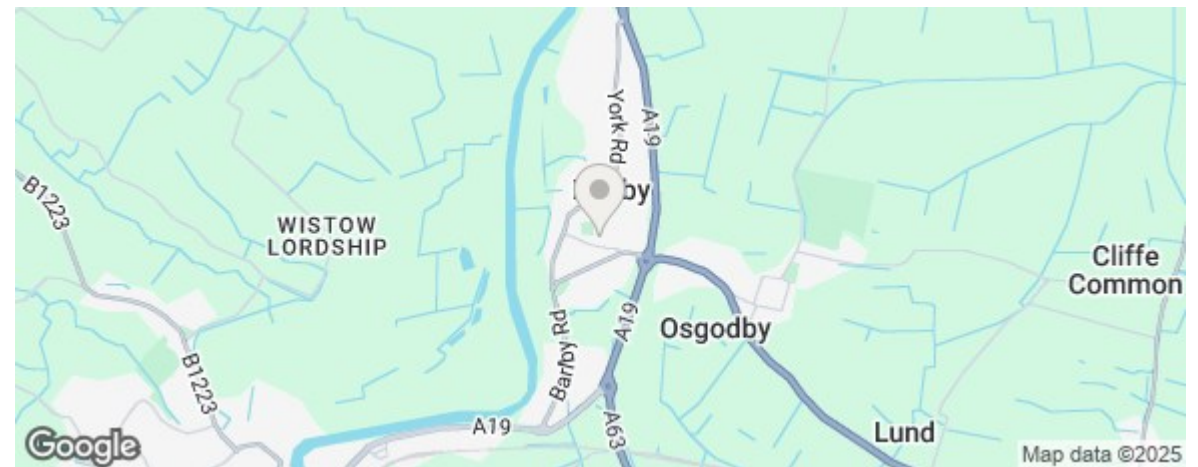 York Rd
A19
B1223
WISTOW
LORDSHIP
Cliffe
Common
Osgodby
A19
Barlby Rd
B1223
A63
A19
Lund
Google
Map data ©2025